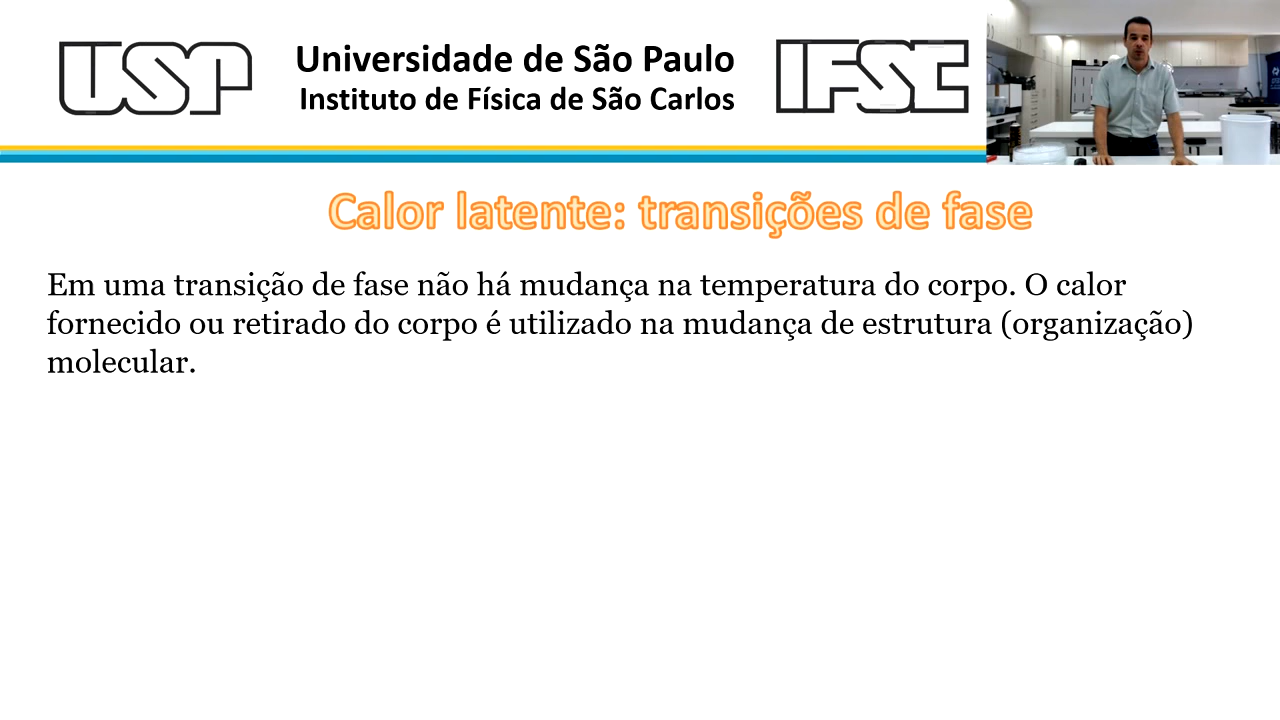 USP
Universidade de São Paulo
Instituto de Física de São Carlos
IFSC
Calor latente: transições de fase
Em uma transição de fase não há mudança na temperatura do corpo. O calor
fornecido ou retirado do corpo é utilizado na mudança de estrutura (organização)
molecular.